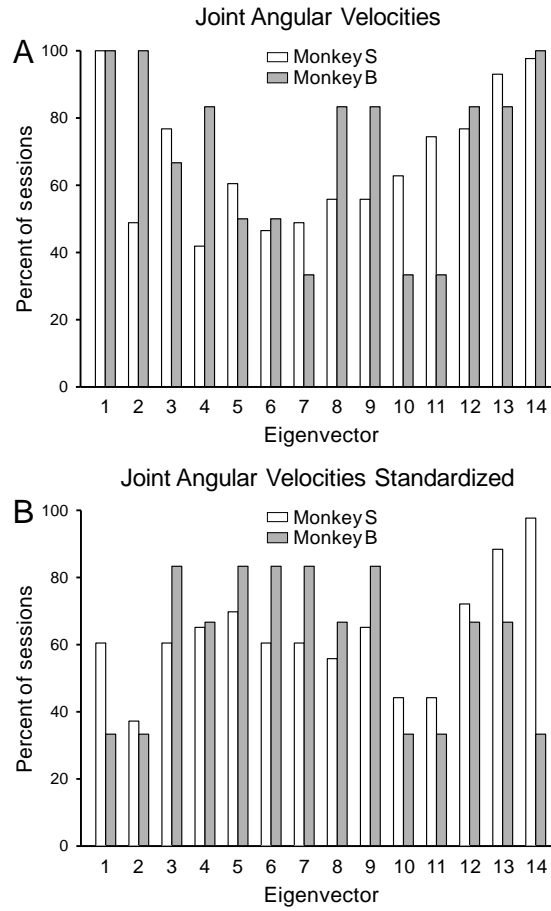 Joint Angular Velocities
A
Monkey S
Monkey B
Percent of sessions
100
80
60
40
20
0
1 2 3 4 5 6 7 8 9 10 11 12 13 14
Eigenvector
Joint Angular Velocities Standardized
B
Monkey S
Monkey B
Percent of sessions
100
80
60
40
20
0
1 2 3 4 5 6 7 8 9 10 11 12 13 14
Eigenvector